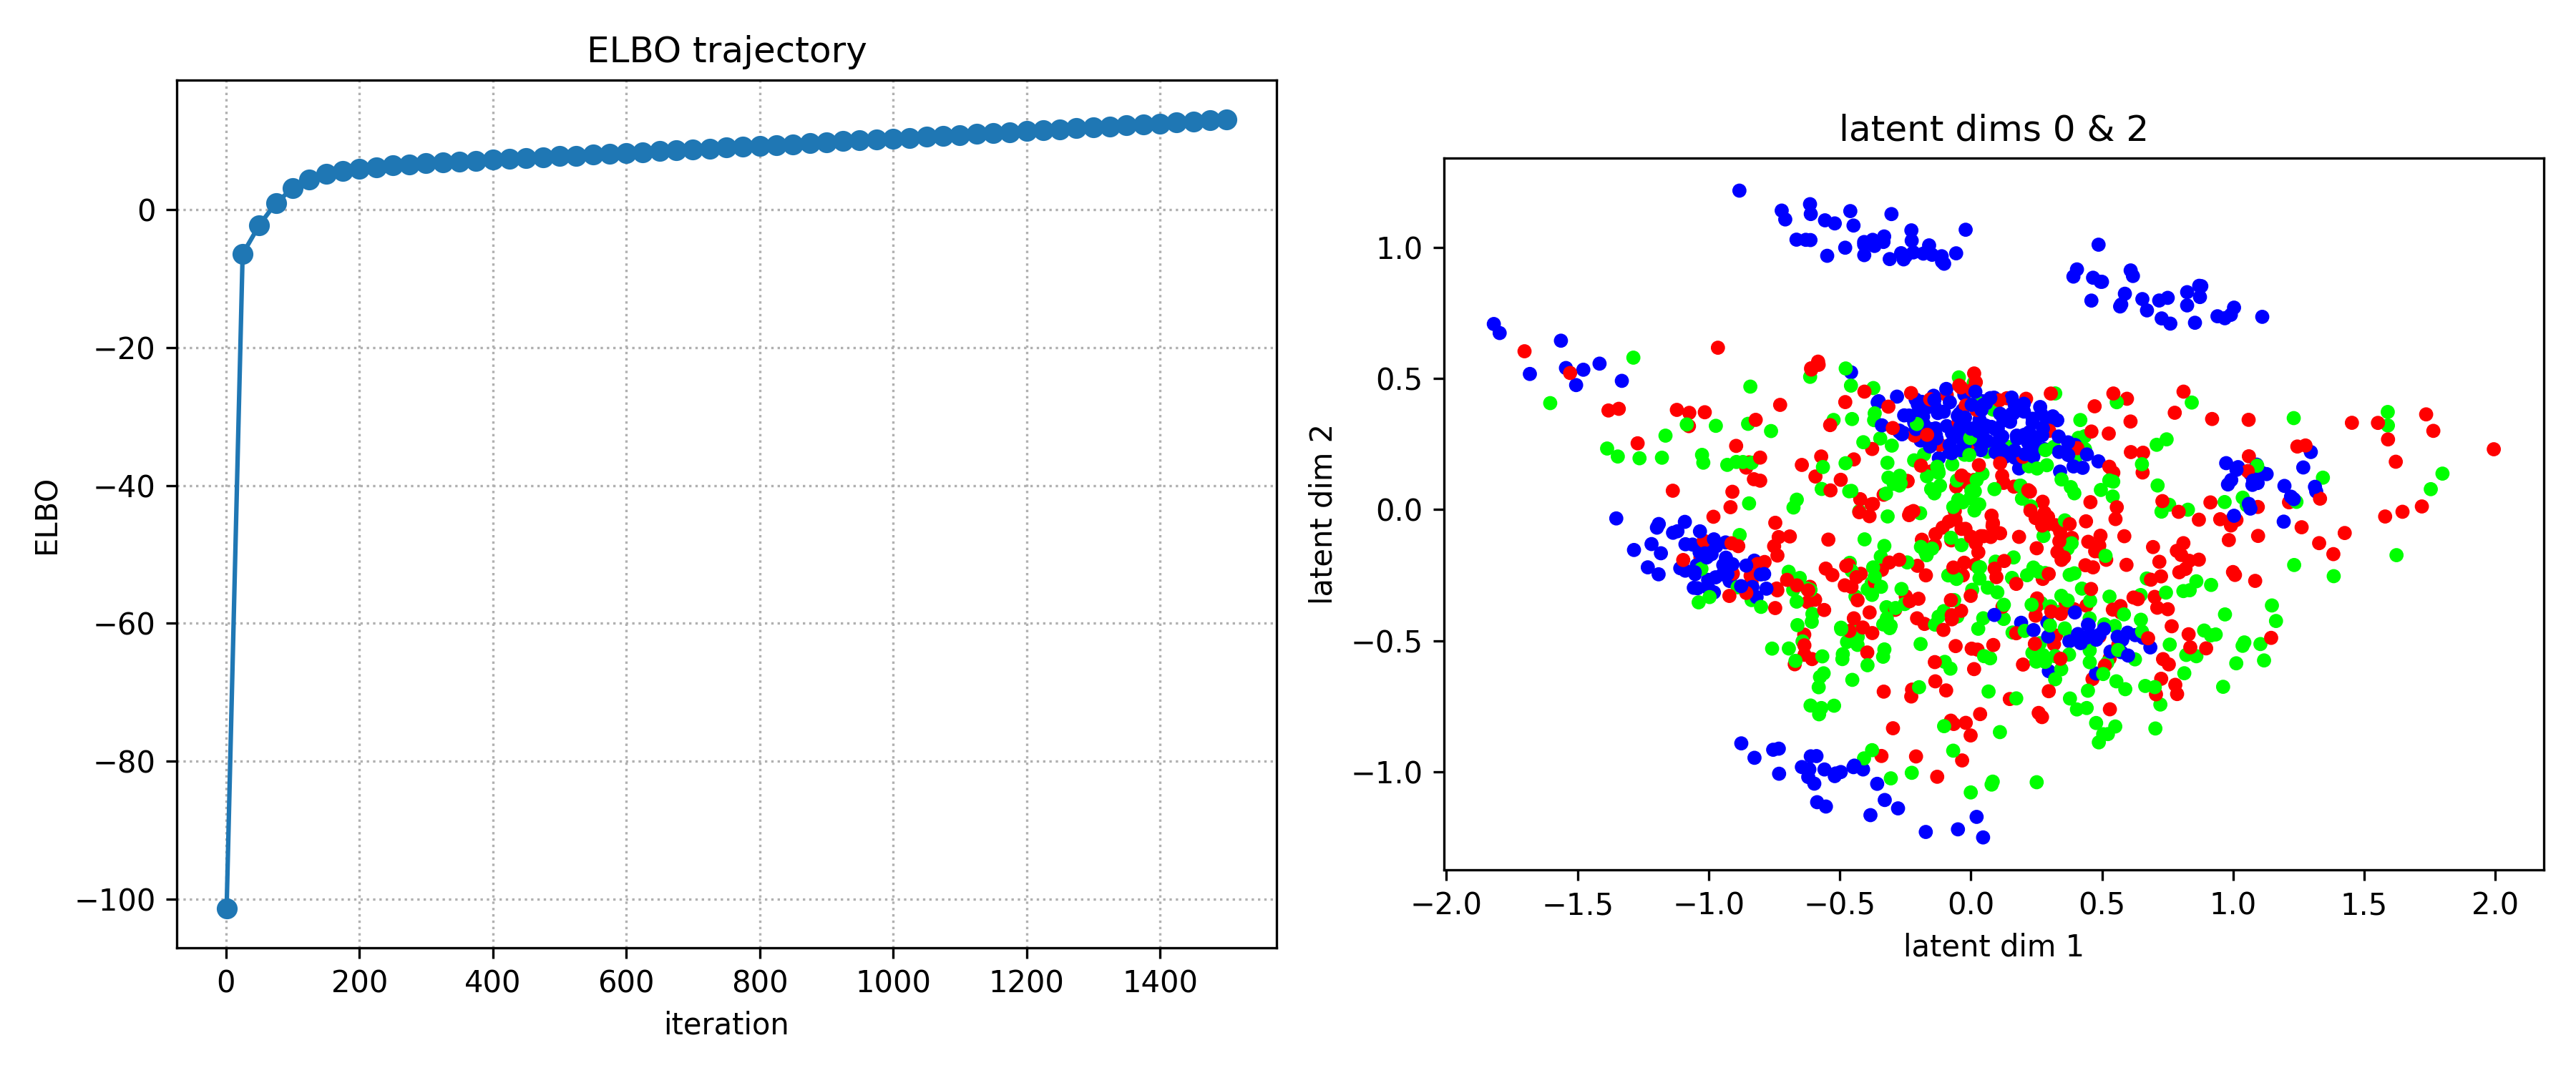 ELBO trajectory
ELBO
0
−20
−40
−60
−80
−100
0 200 400 600 800 1000 1200 1400
iteration
latent dims 0 & 2
latent dim 2
1.0
0.5
0.0
−0.5
−1.0
−2.0 −1.5 −1.0 −0.5 0.0 0.5 1.0 1.5 2.0
latent dim 1